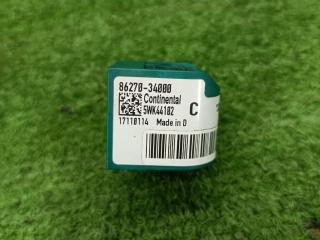 86270-34000
Continental
5WK44102
C
17110114 Made in D